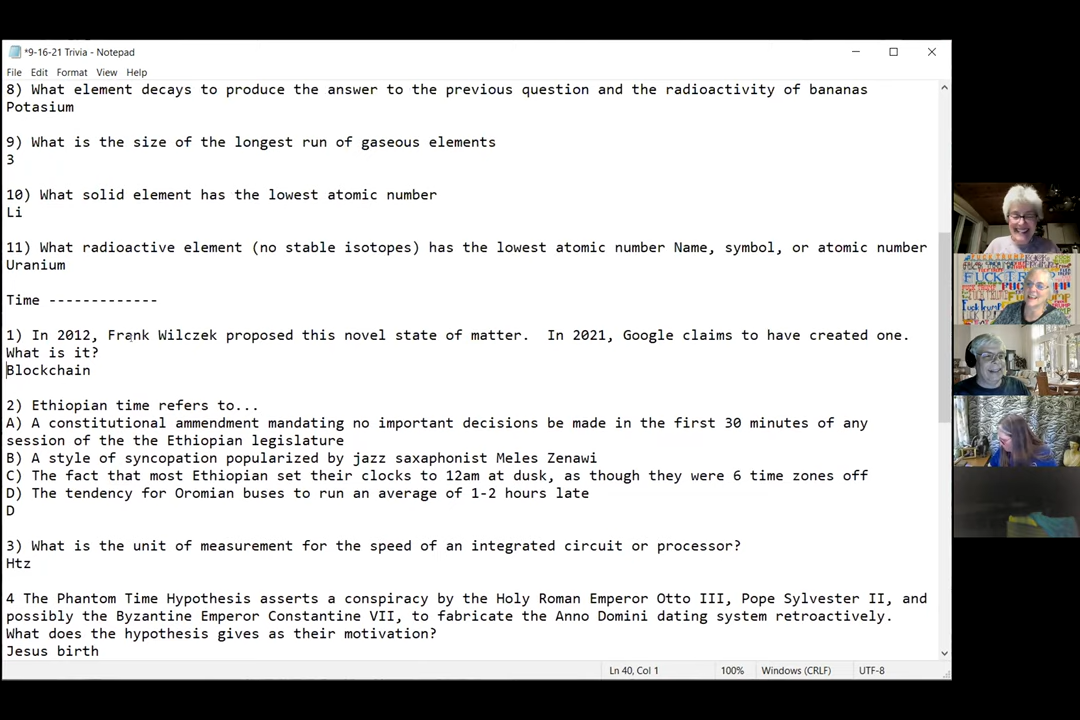 *9-16-21 Trivia - Notepad
File Edit Format View Help
8) What element decays to produce the answer to the previous question and the radioactivity of bananas
Potasium
9) What is the size of the longest run of gaseous elements
3
10) What solid element has the lowest atomic number
Li
11) What radioactive element (no stable isotopes) has the lowest atomic number Name, symbol, or atomic number
Uranium
Time -------------
1) In 2012, Frank Wilczek proposed this novel state of matter.  In 2021, Google claims to have created one.
What is it?
Blockchain
2) Ethiopian time refers to...
A) A constitutional ammendment mandating no important decisions be made in the first 30 minutes of any
session of the the Ethiopian legislature
B) A style of syncopation popularized by jazz saxaphonist Meles Zenawi
C) The fact that most Ethiopian set their clocks to 12am at dusk, as though they were 6 time zones off
D) The tendency for Oromian buses to run an average of 1-2 hours late
D
3) What is the unit of measurement for the speed of an integrated circuit or processor?
Htz
4 The Phantom Time Hypothesis asserts a conspiracy by the Holy Roman Emperor Otto III, Pope Sylvester II, and
possibly the Byzantine Emperor Constantine VII, to fabricate the Anno Domini dating system retroactively.
What does the hypothesis gives as their motivation?
Jesus birth
Ln 40, Col 1 100% Windows (CRLF) UTF-8
FUCK TRUMP